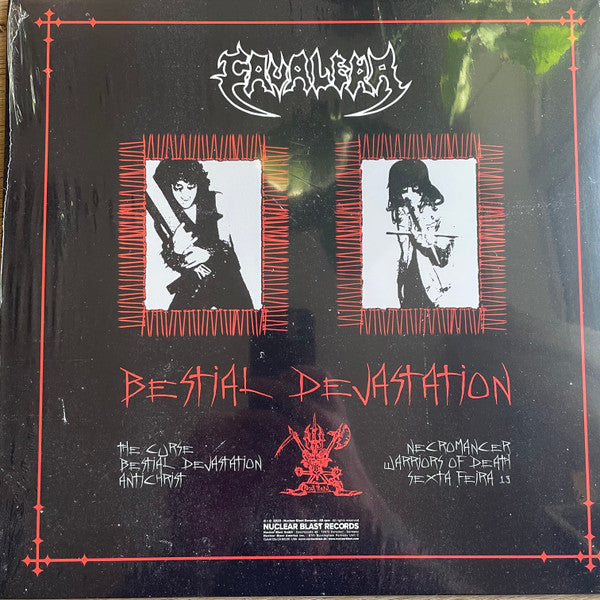 CAVALERA
BESTIAL DEVASTATION
THE CURSE
BESTIAL DEVASTATION
ANTICHRIST
NECROMANCER
WARRIORS OF DEATH
SEXTA FEIRA 13
NUCLEAR BLAST RECORDS